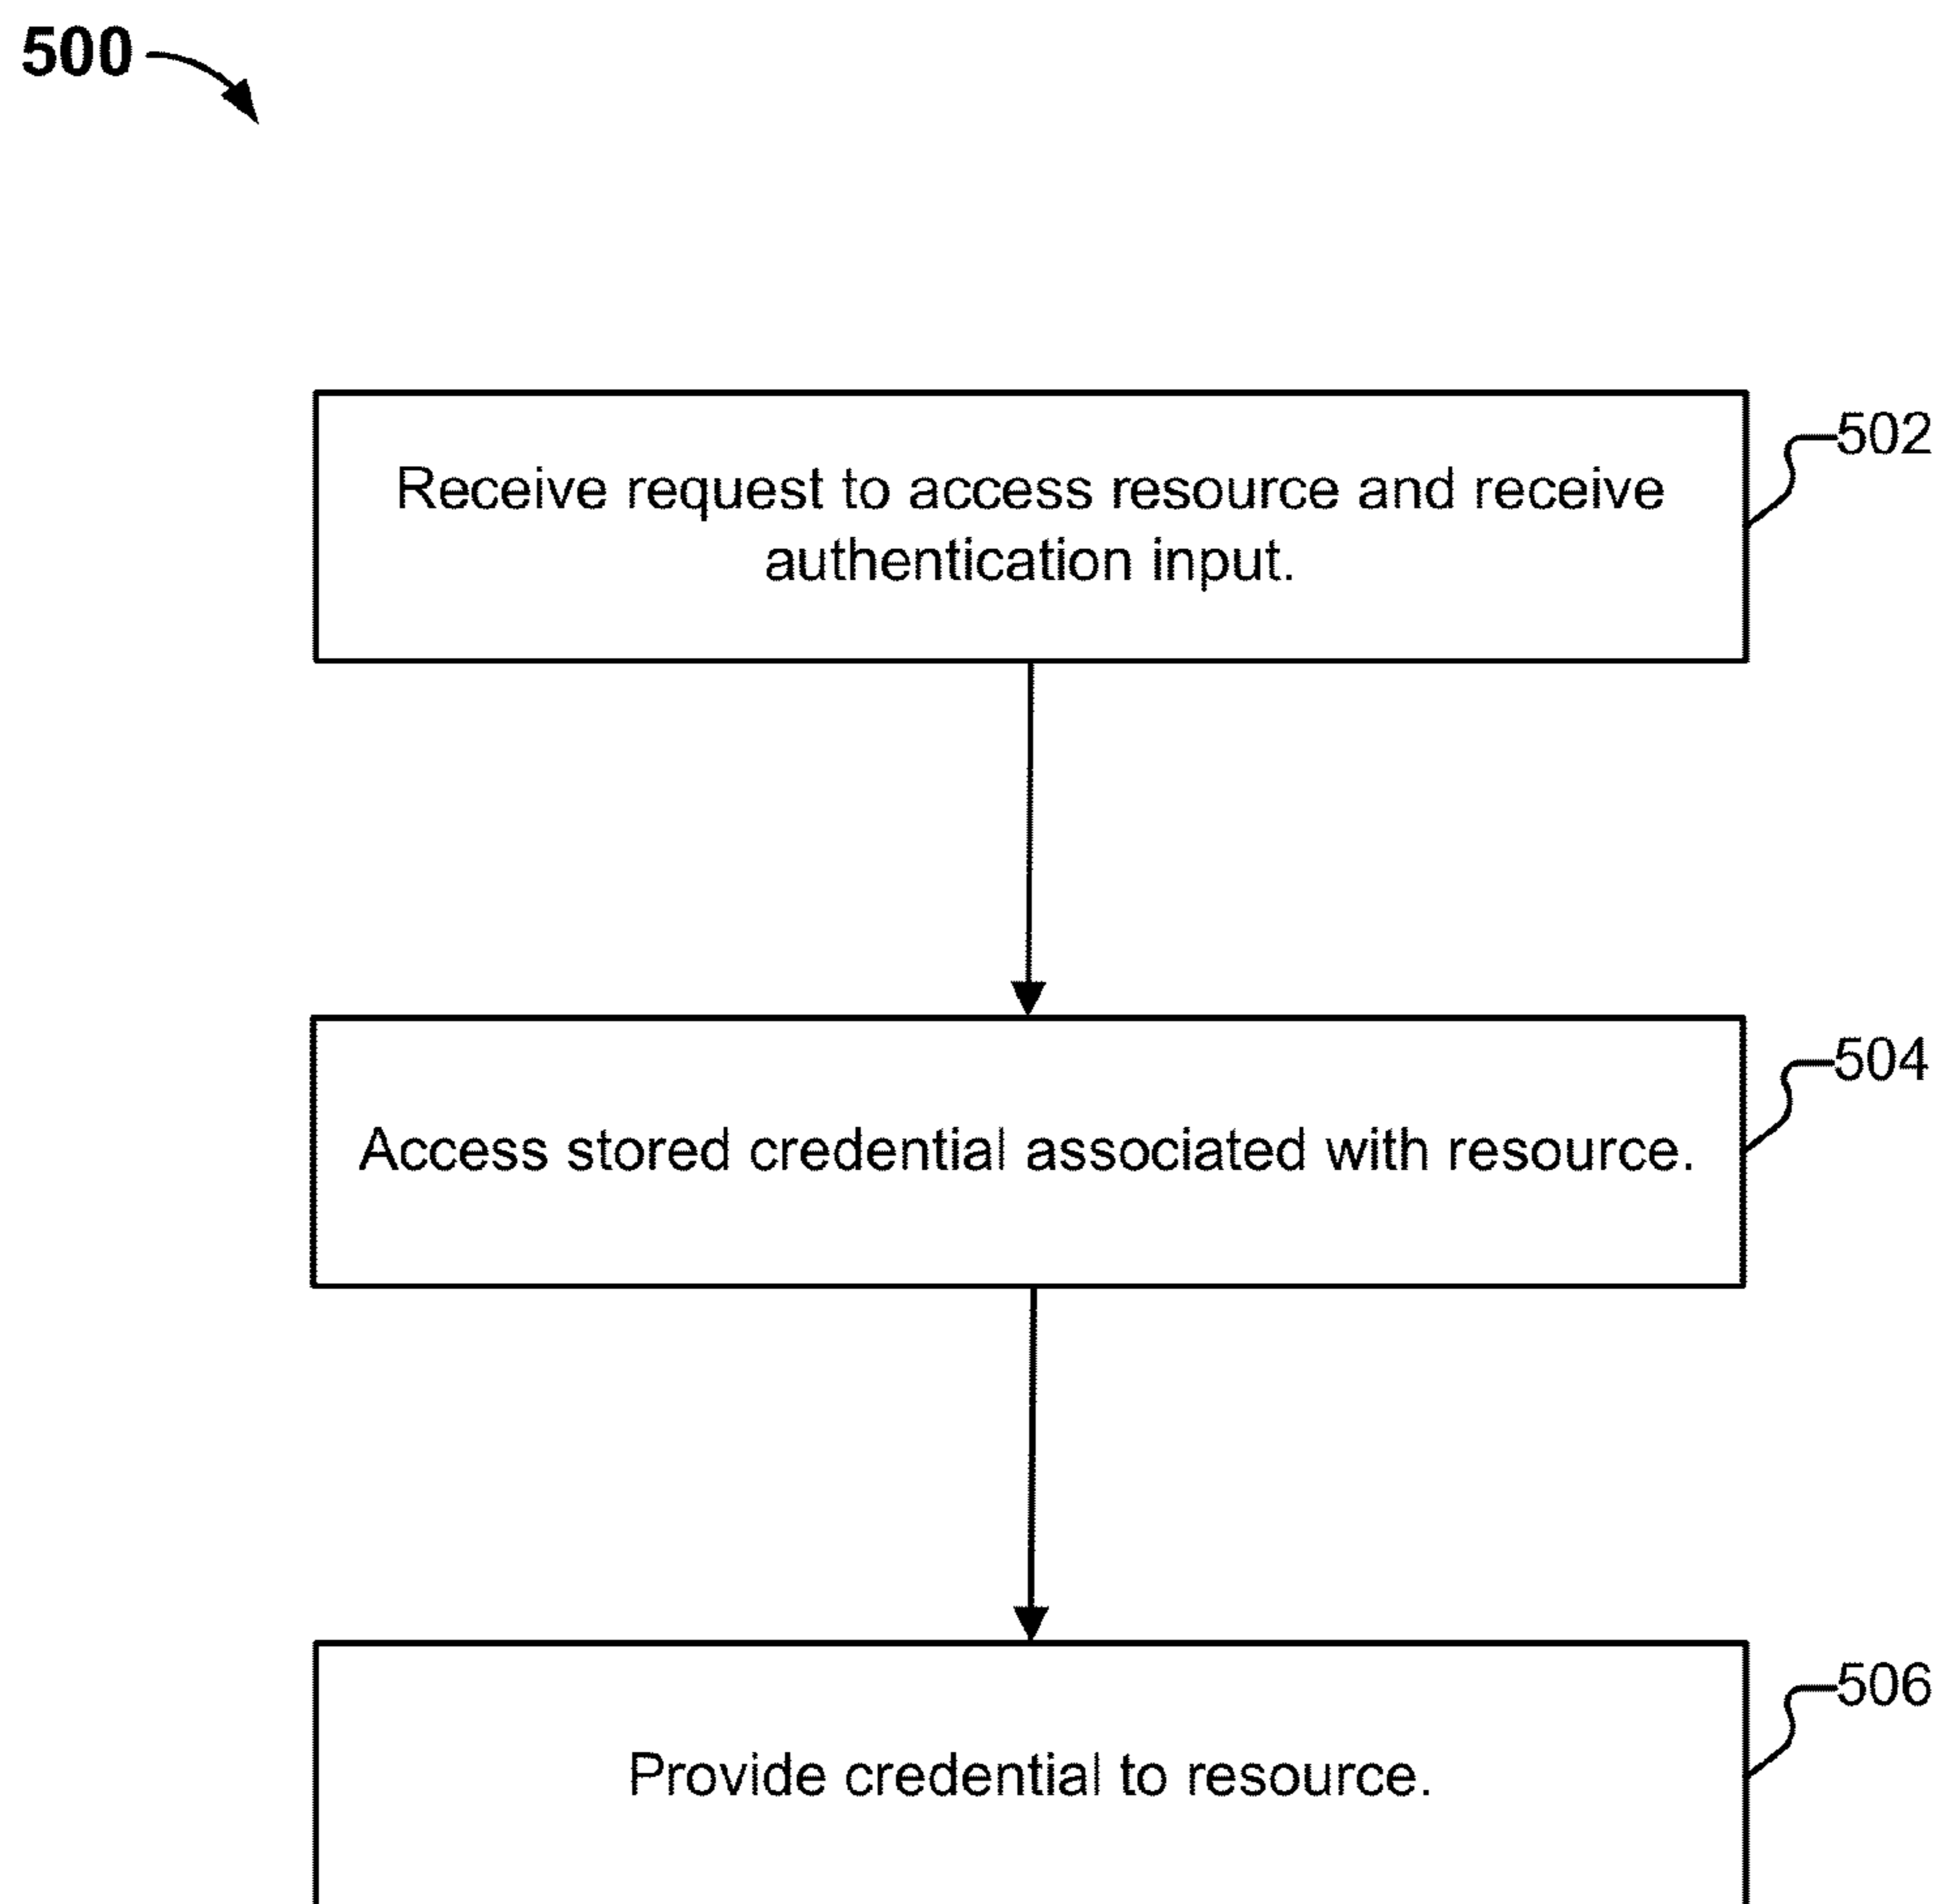 500
502
Receive request to access resource and receive
authentication input.
504
Access stored credential associated with resource.
506
Provide credential to resource.